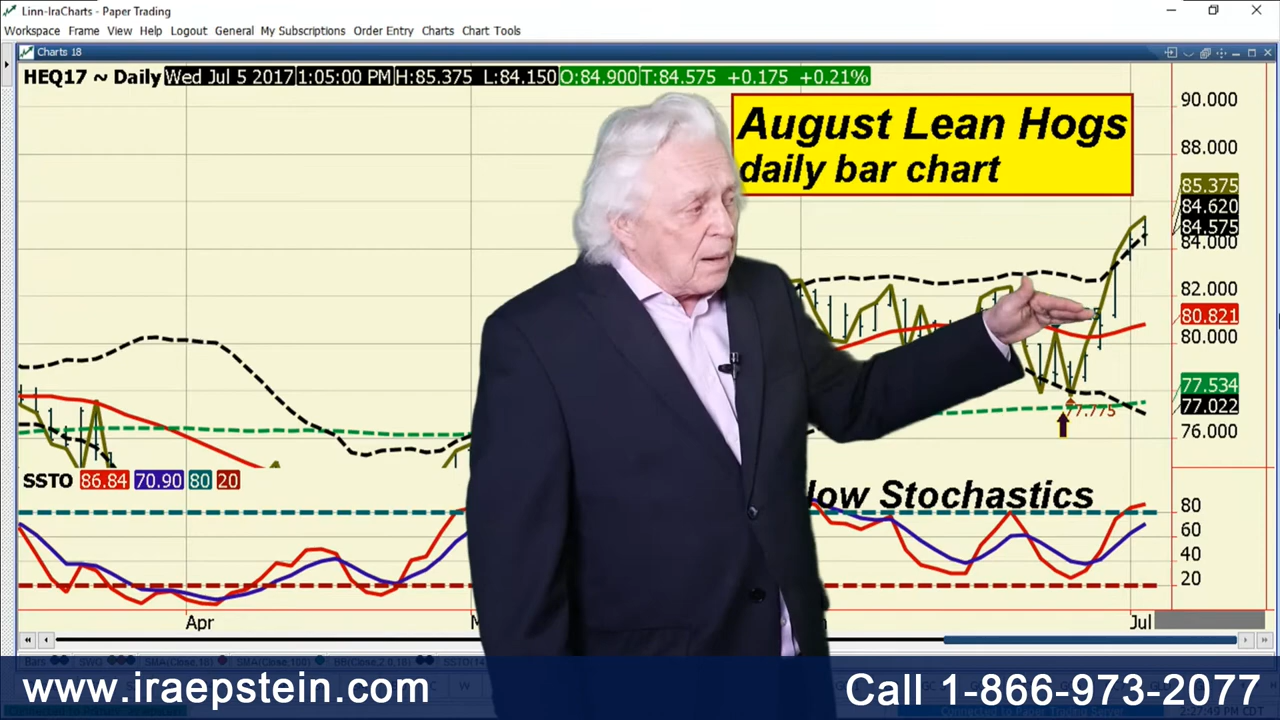 Linn-IraCharts - Paper Trading
Workspace Frame View Help Logout General My Subscriptions Order Entry Charts Chart Tools
Charts 18
HEQ17 ~ Daily Wed Jul 5 2017 1:05:00 PM H:85.375 L:84.150 O:84.900 T:84.575 +0.175 +0.21%
August Lean Hogs
daily bar chart
90.000
88.000
85.375
84.620
84.575
84.000
82.000
80.821
80.000
77.534
77.022
76.000
77.775
SSTO 86.84 70.90 80 20
low Stochastics
80
60
40
20
Apr
Jul
www.iraepstein.com
Call 1-866-973-2077